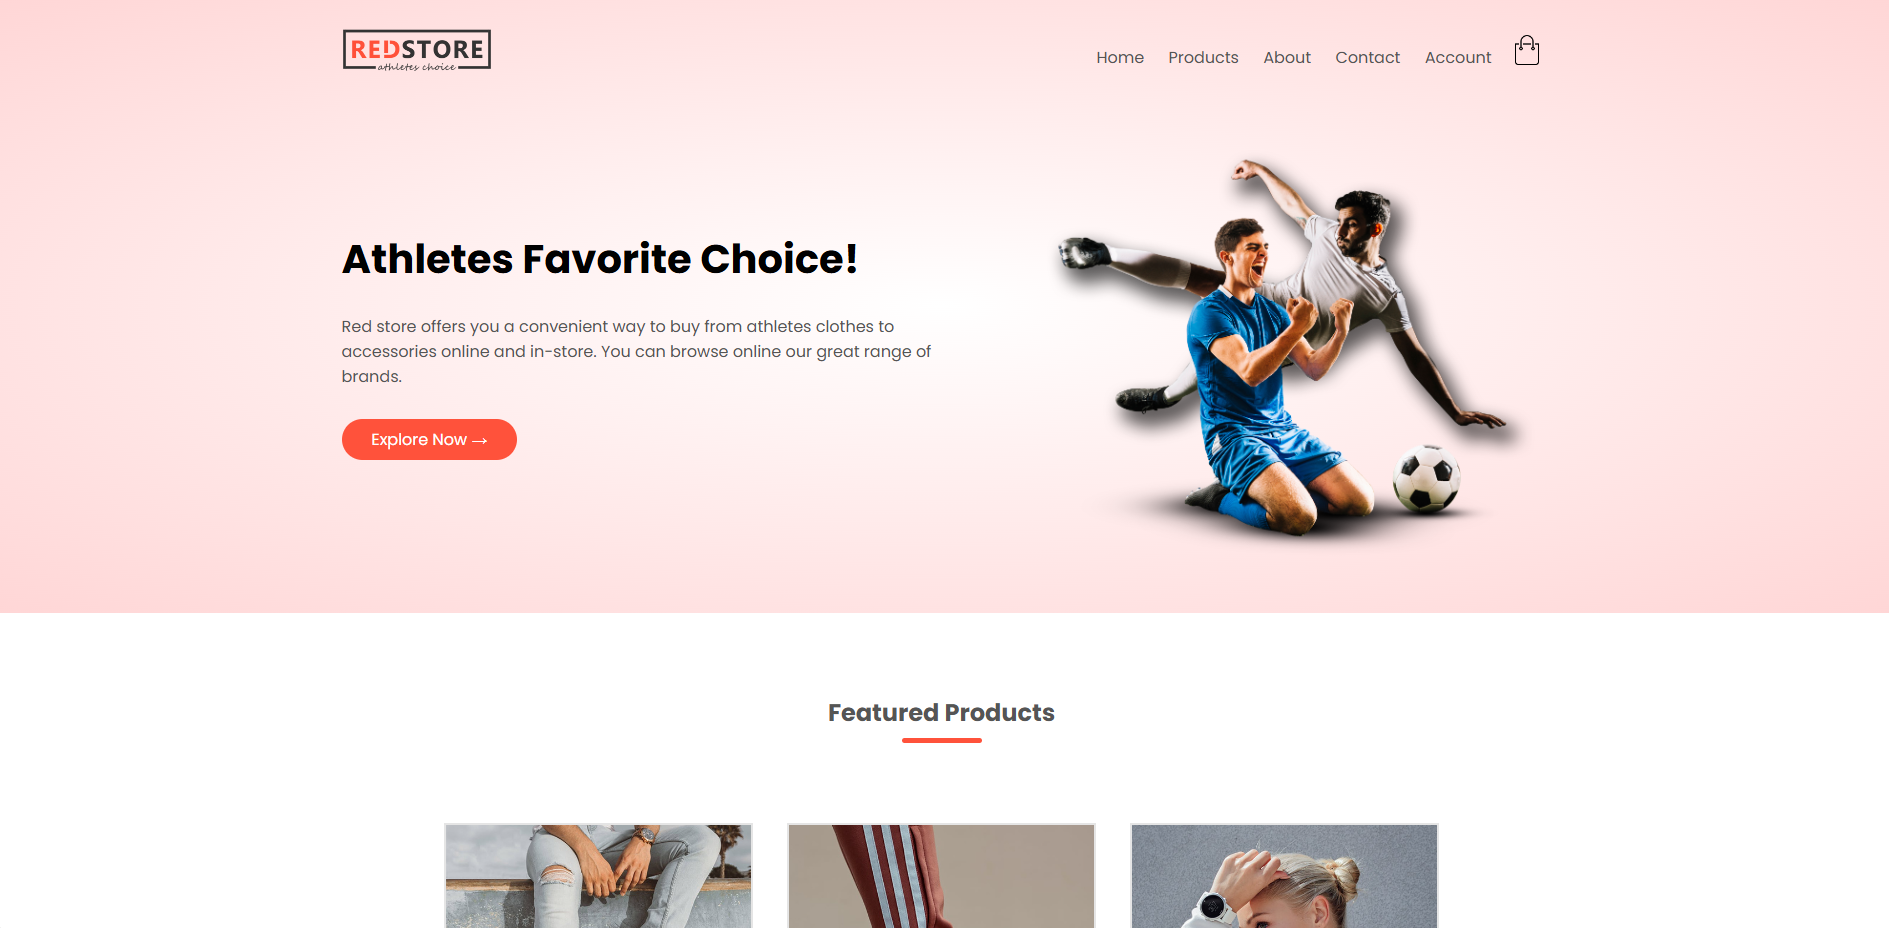 REDSTORE
athletes choice
Home Products About Contact Account
Athletes Favorite Choice!
Red store offers you a convenient way to buy from athletes clothes to
accessories online and in-store. You can browse online our great range of
brands.
Explore Now →
Featured Products